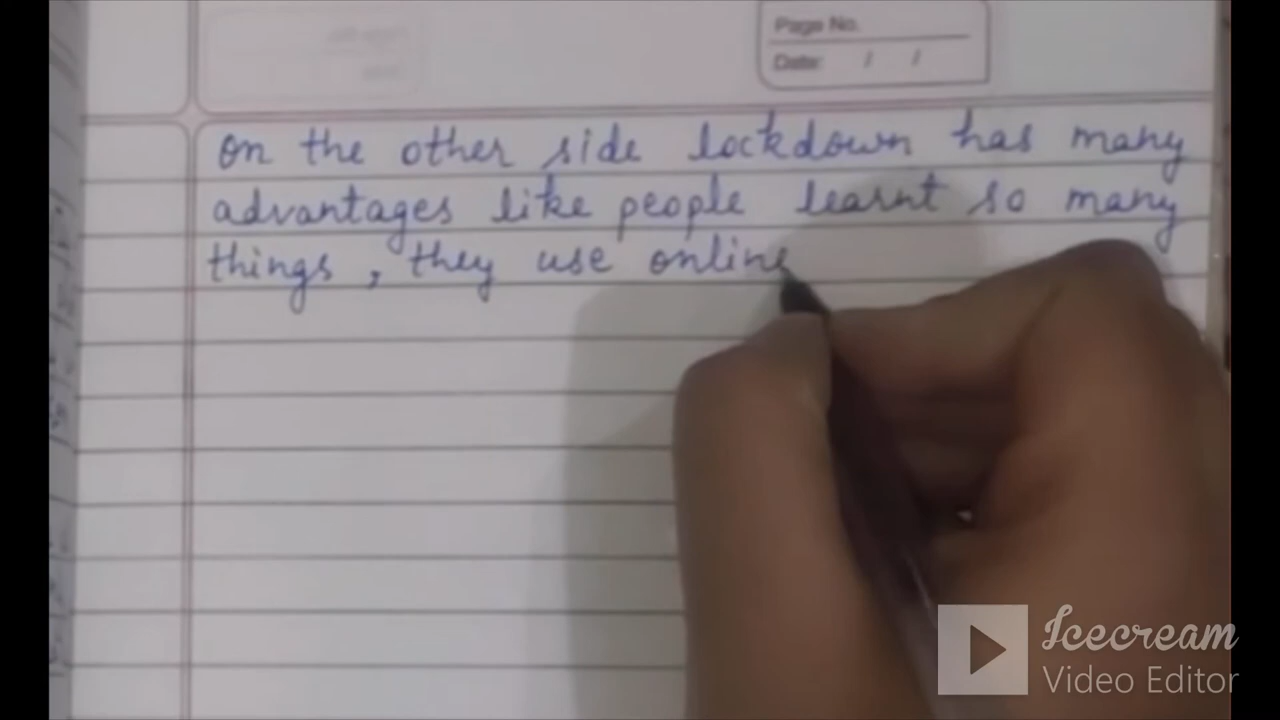 Page No.
Date: / /
on the other side lockdown has many
advantages like people learnt so many
things , they use online
Icecream
Video Editor